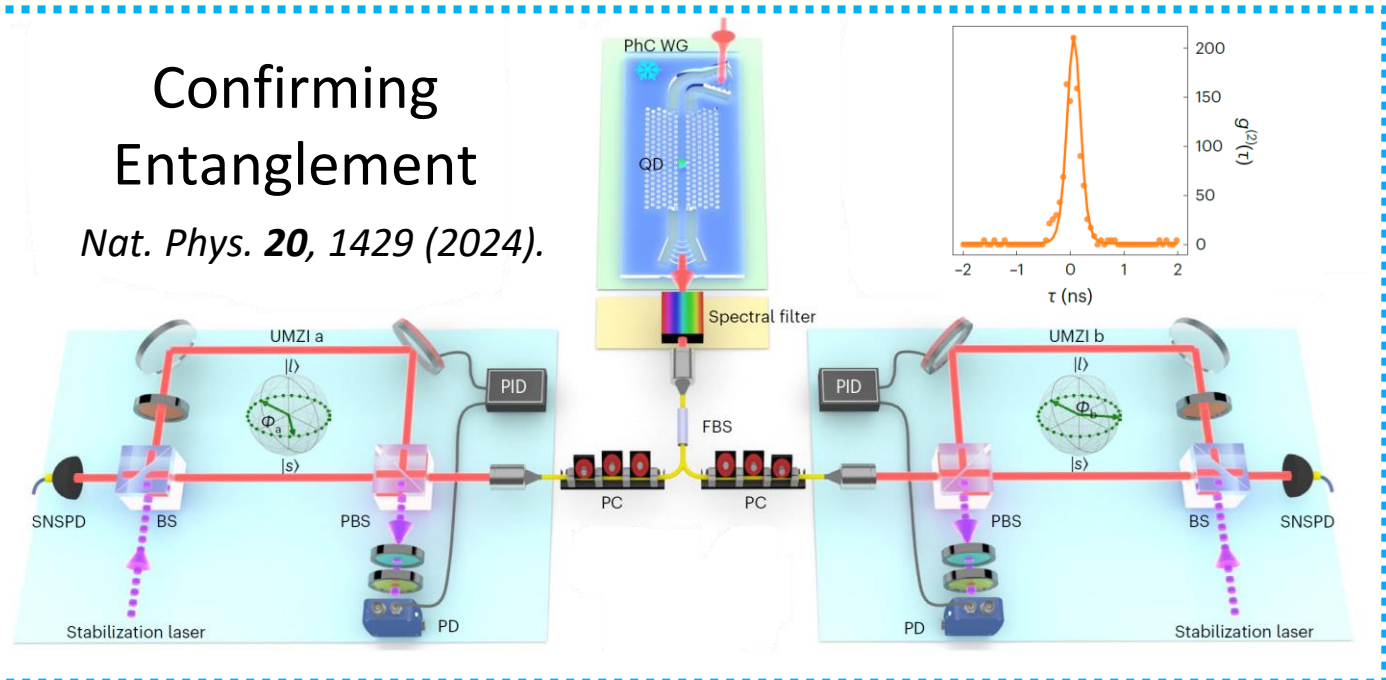 Confirming
Entanglement
Nat. Phys. 20, 1429 (2024).
PhC WG
QD
Spectral filter
FBS
PC
PC
200
150
100
50
0
g(2)(τ)
−2
−1
0
1
2
τ (ns)
UMZI a
|l⟩
Φa
|s⟩
PID
SNSPD
BS
PBS
PD
Stabilization laser
UMZI b
|l⟩
Φb
|s⟩
PID
PBS
BS
SNSPD
PD
Stabilization laser